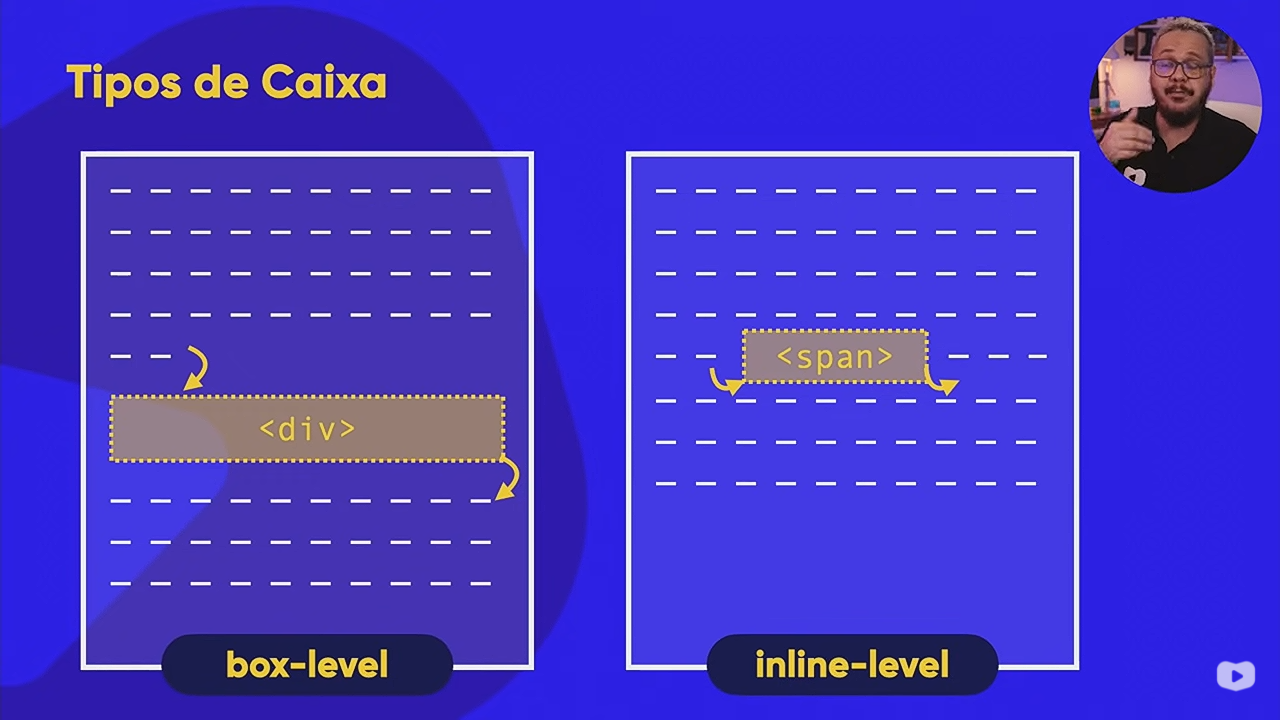 Tipos de Caixa
<div>
<span>
box-level
inline-level